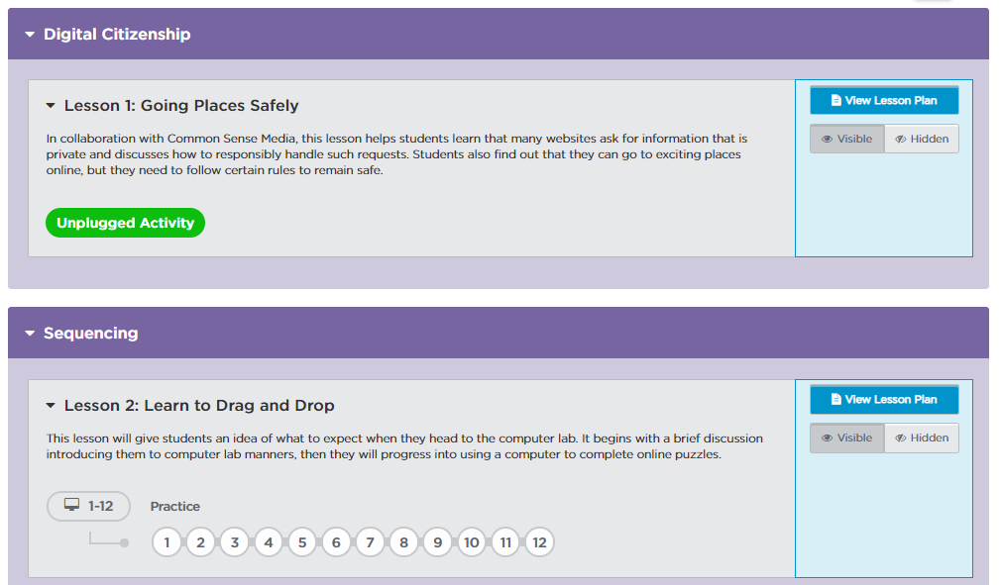 Digital Citizenship
Lesson 1: Going Places Safely
In collaboration with Common Sense Media, this lesson helps students learn that many websites ask for information that is
private and discusses how to responsibly handle such requests. Students also find out that they can go to exciting places
online, but they need to follow certain rules to remain safe.
Unplugged Activity
View Lesson Plan
Visible Hidden
Sequencing
Lesson 2: Learn to Drag and Drop
This lesson will give students an idea of what to expect when they head to the computer lab. It begins with a brief discussion
introducing them to computer lab manners, then they will progress into using a computer to complete online puzzles.
1-12 Practice
1 2 3 4 5 6 7 8 9 10 11 12
View Lesson Plan
Visible Hidden